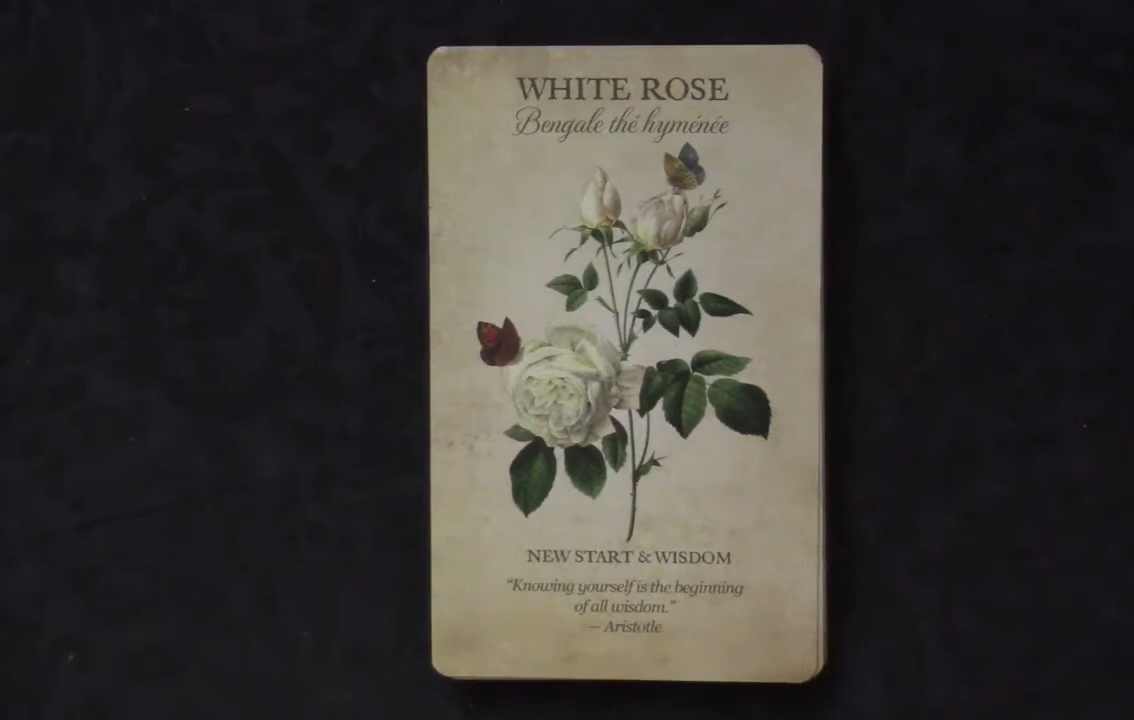 WHITE ROSE
Bengale thé hyménée
NEW START & WISDOM
“Knowing yourself is the beginning
of all wisdom.”
— Aristotle